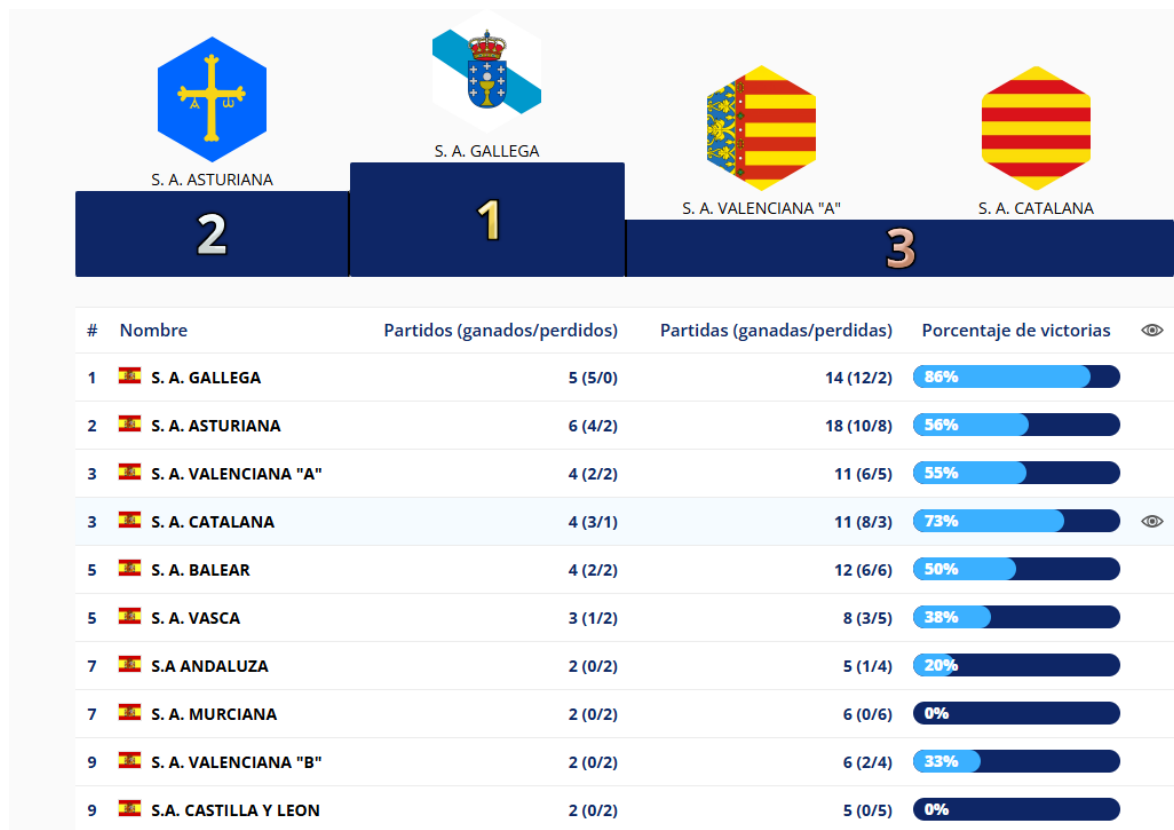 S. A. GALLEGA
S. A. ASTURIANA
S. A. VALENCIANA "A"
S. A. CATALANA
2
1
3
# Nombre Partidos (ganados/perdidos) Partidas (ganadas/perdidas) Porcentaje de victorias
1 S. A. GALLEGA 5 (5/0) 14 (12/2) 86%
2 S. A. ASTURIANA 6 (4/2) 18 (10/8) 56%
3 S. A. VALENCIANA "A" 4 (2/2) 11 (6/5) 55%
3 S. A. CATALANA 4 (3/1) 11 (8/3) 73%
5 S. A. BALEAR 4 (2/2) 12 (6/6) 50%
5 S. A. VASCA 3 (1/2) 8 (3/5) 38%
7 S.A ANDALUZA 2 (0/2) 5 (1/4) 20%
7 S. A. MURCIANA 2 (0/2) 6 (0/6) 0%
9 S. A. VALENCIANA "B" 2 (0/2) 6 (2/4) 33%
9 S.A. CASTILLA Y LEON 2 (0/2) 5 (0/5) 0%